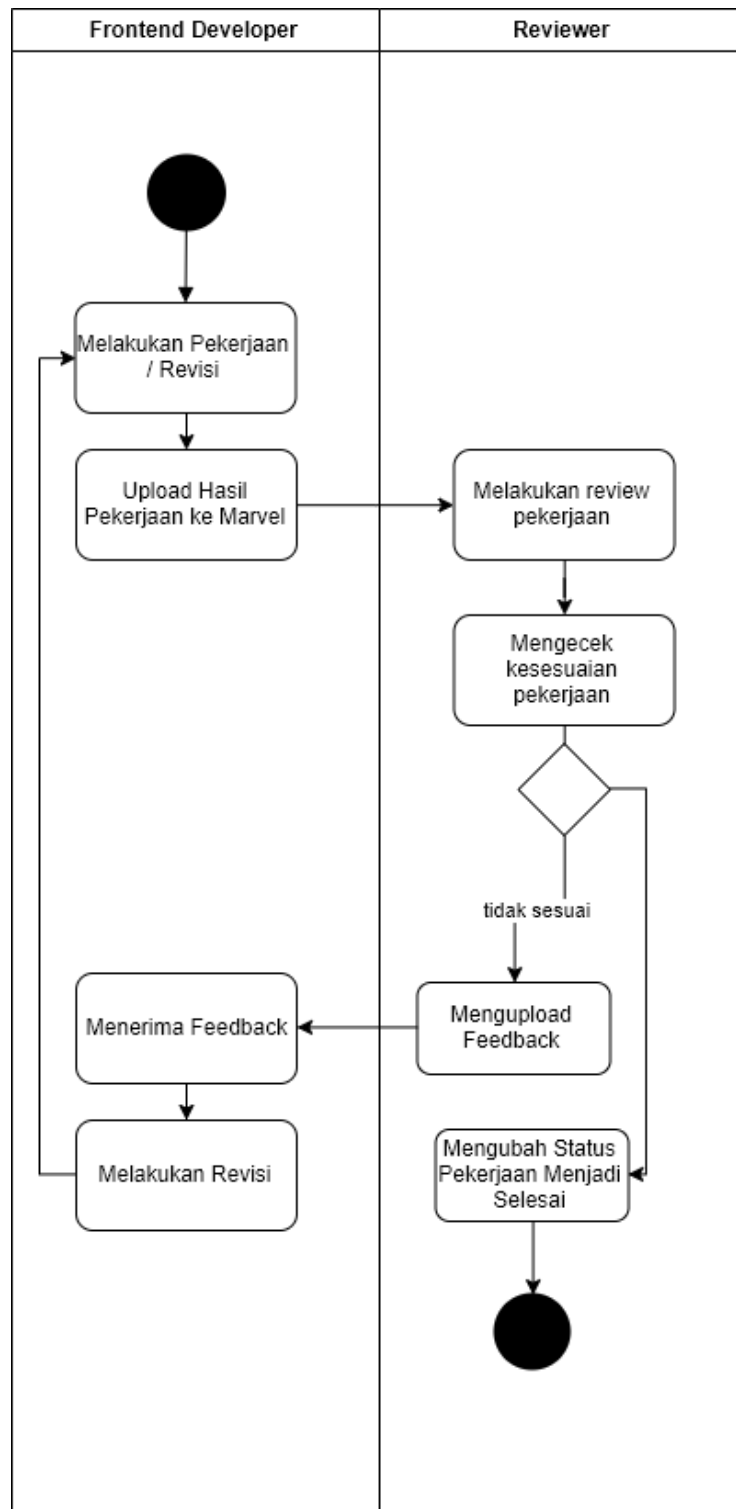 Frontend Developer
Reviewer
Melakukan Pekerjaan
/ Revisi
Upload Hasil
Pekerjaan ke Marvel
Melakukan review
pekerjaan
Mengecek
kesesuaian
pekerjaan
tidak sesuai
Mengupload
Feedback
Menerima Feedback
Melakukan Revisi
Mengubah Status
Pekerjaan Menjadi
Selesai